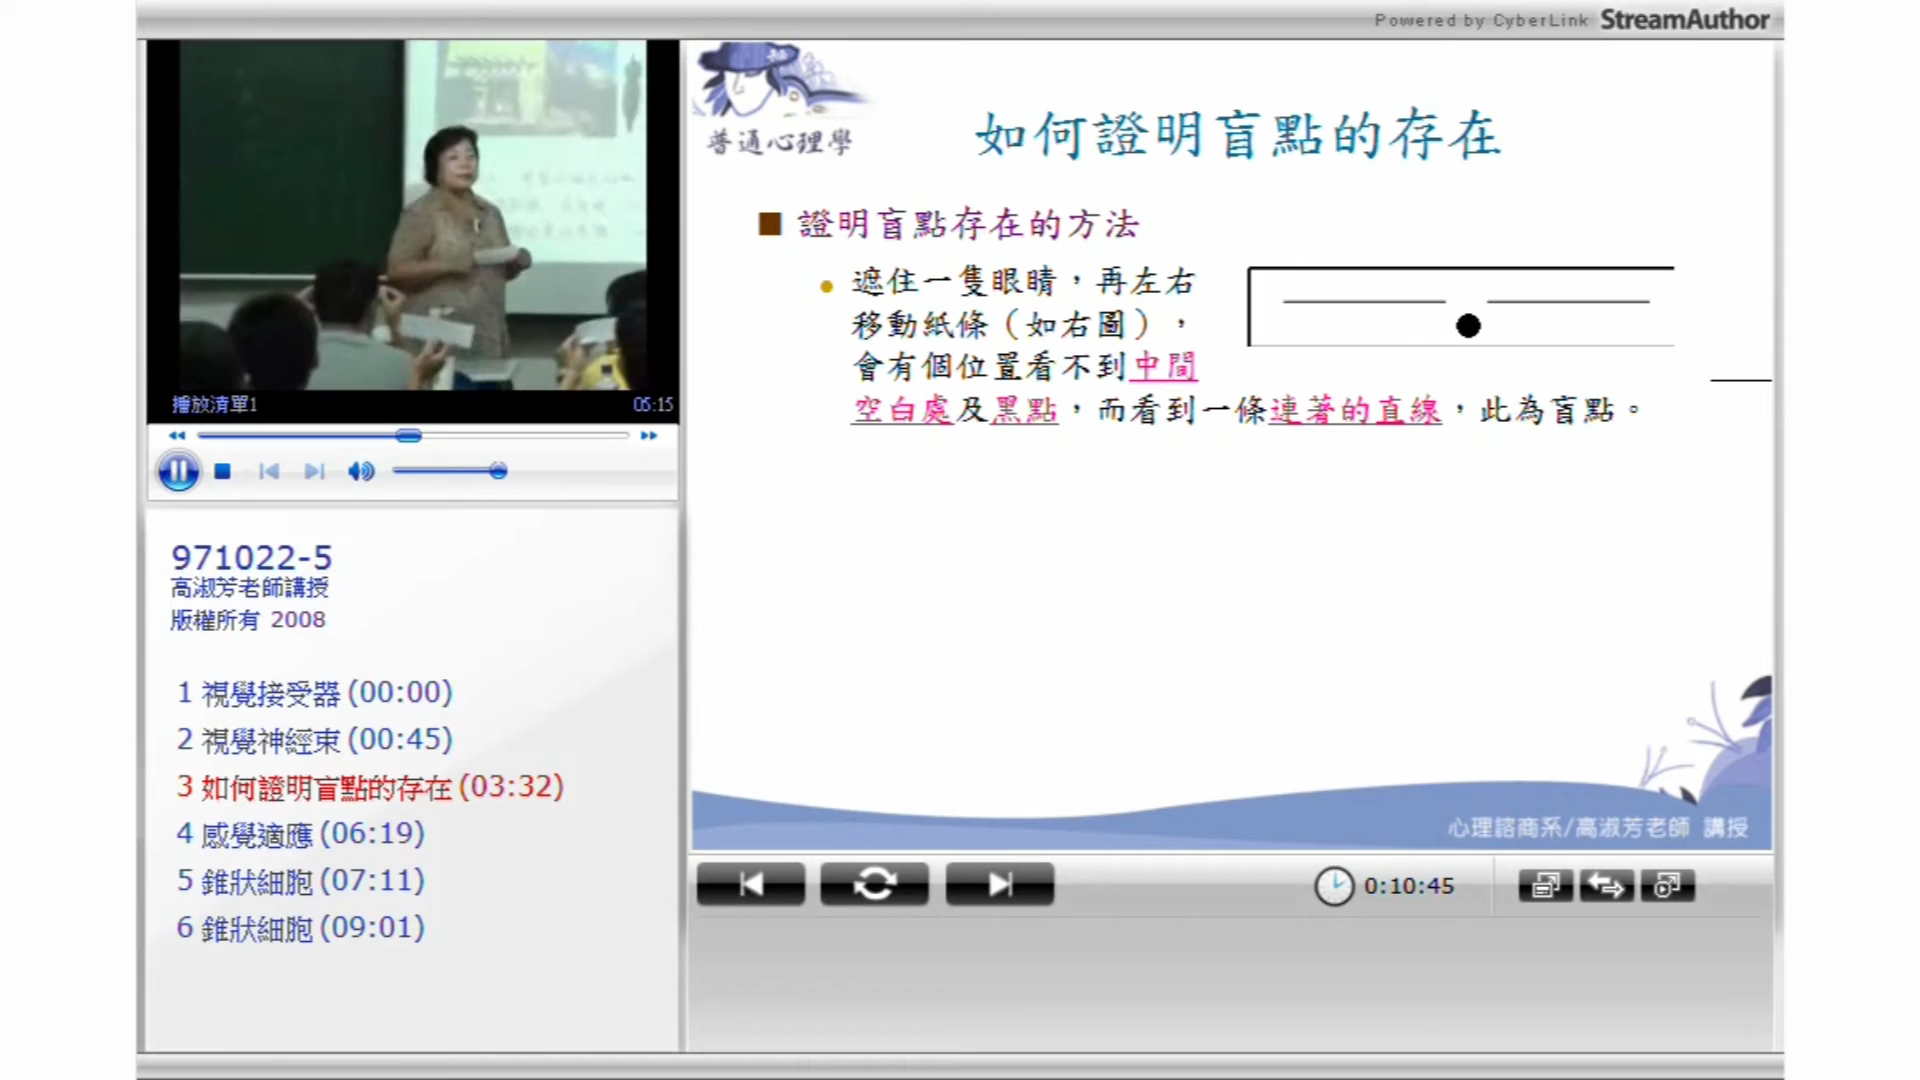 Powered by CyberLink StreamAuthor
普通心理學
如何證明盲點的存在
證明盲點存在的方法
遮住一隻眼睛，再左右
移動紙條（如右圖），
會有個位置看不到中間
空白處及黑點，而看到一條連著的直線，此為盲點。
播放清單1
05:15
971022-5
高淑芳老師講授
版權所有 2008
1 視覺接受器 (00:00)
2 視覺神經束 (00:45)
3 如何證明盲點的存在 (03:32)
4 感覺適應 (06:19)
5 錐狀細胞 (07:11)
6 錐狀細胞 (09:01)
心理諮商系/高淑芳老師 講授
0:10:45